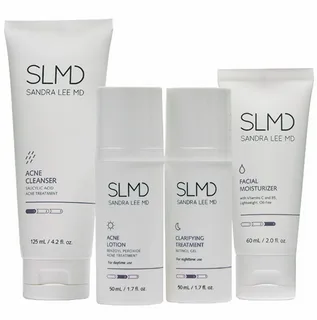 SLMD
SANDRA LEE MD
ACNE
CLEANSER
SALICYLIC ACID
ACNE TREATMENT
125 mL / 4.2 fl. oz.
SLMD
SANDRA LEE MD
ACNE
LOTION
BENZOYL PEROXIDE
ACNE TREATMENT
For daytime use
50 mL / 1.7 fl. oz.
SLMD
SANDRA LEE MD
CLARIFYING
TREATMENT
RETINOL GEL
For nighttime use
50 mL / 1.7 fl. oz.
SLMD
SANDRA LEE MD
FACIAL
MOISTURIZER
with Vitamins C and B5,
Lightweight, Oil-free
60 mL / 2.0 fl. oz.